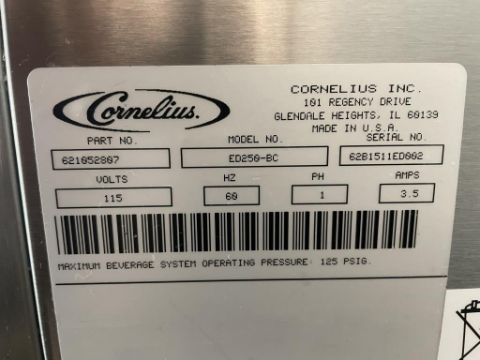 Cornelius.
CORNELIUS INC.
101 REGENCY DRIVE
GLENDALE HEIGHTS, IL 60139
MADE IN U.S.A.
PART NO. MODEL NO. SERIAL NO.
621052807 ED250-BC 62B1511ED002
VOLTS HZ PH AMPS
115 60 1 3.5
MAXIMUM BEVERAGE SYSTEM OPERATING PRESSURE: 125 PSIG.